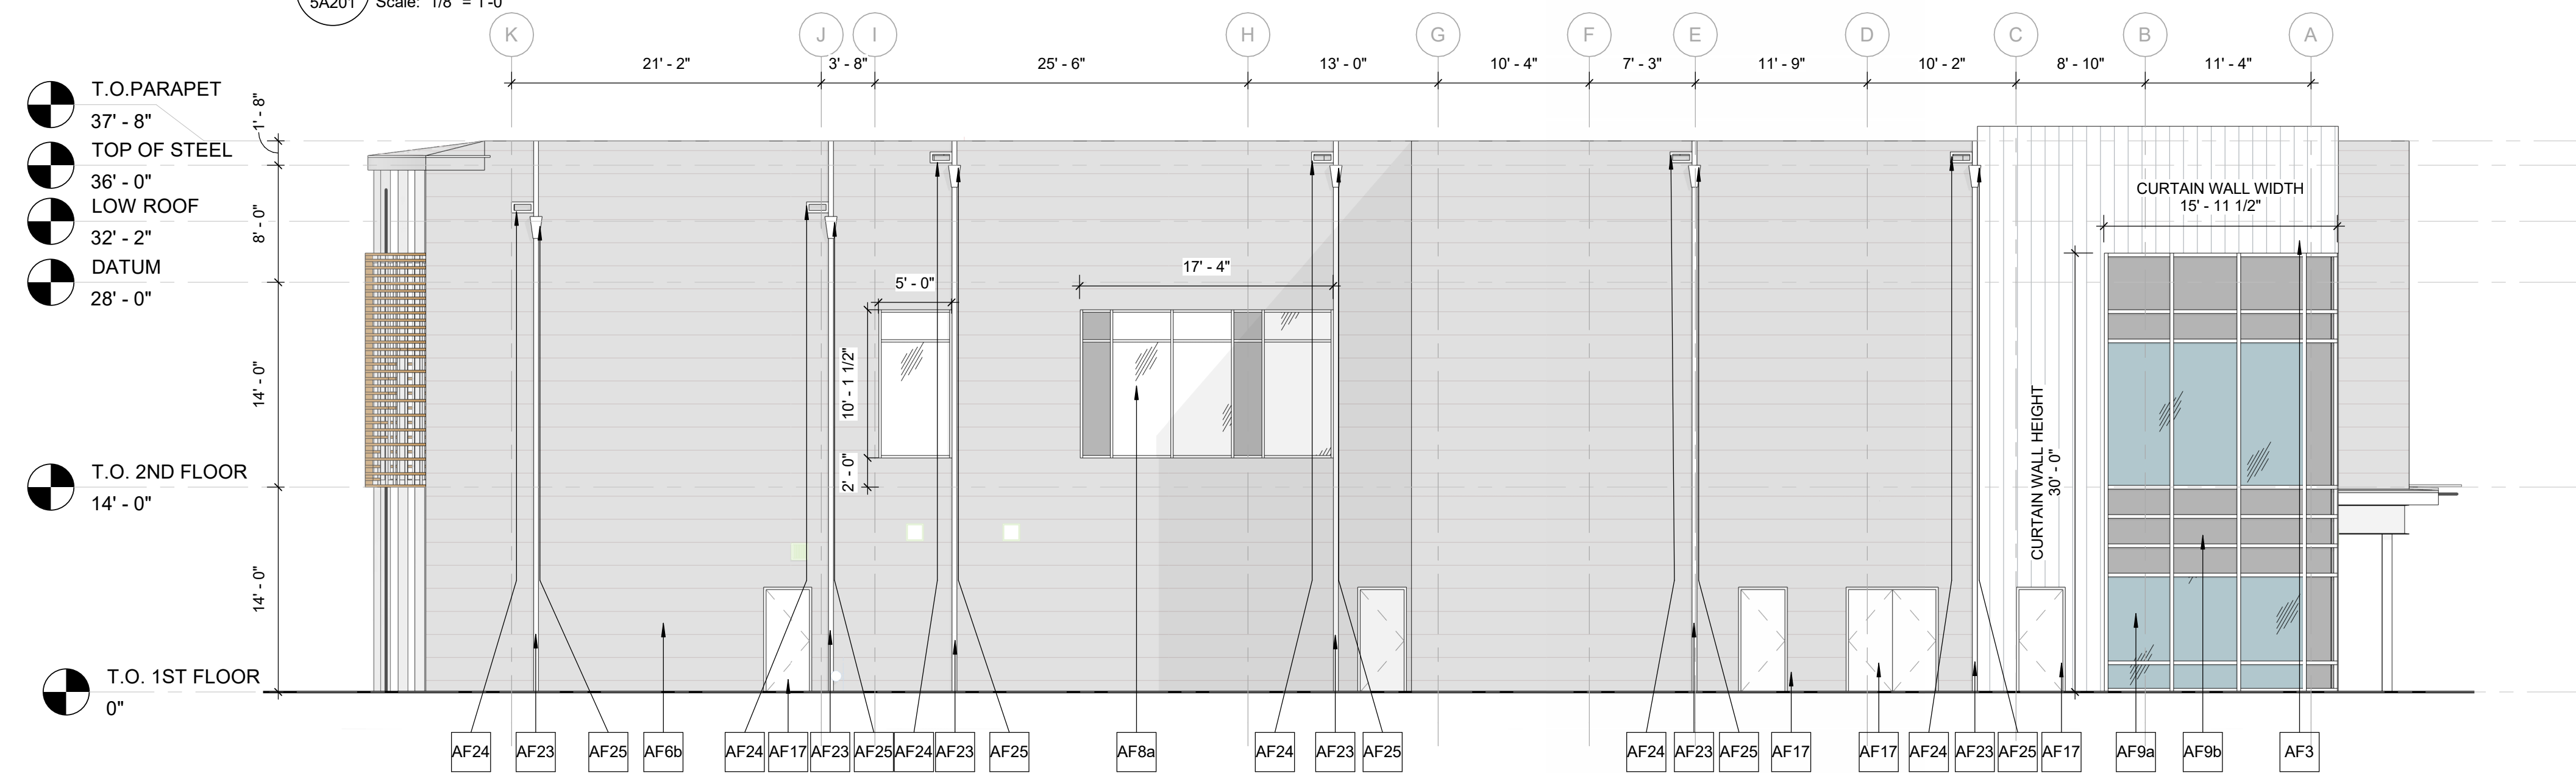 5A201
Scale: 1/8" = 1'-0"
K J I H G F E D C B A
21' - 2" 3' - 8" 25' - 6" 13' - 0" 10' - 4" 7' - 3" 11' - 9" 10' - 2" 8' - 10" 11' - 4"
T.O.PARAPET
37' - 8"
1' - 8"
TOP OF STEEL
36' - 0"
LOW ROOF
32' - 2"
8' - 0"
DATUM
28' - 0"
CURTAIN WALL WIDTH
15' - 11 1/2"
5' - 0"
17' - 4"
14' - 0"
10' - 1 1/2"
2' - 0"
CURTAIN WALL HEIGHT
30' - 0"
T.O. 2ND FLOOR
14' - 0"
14' - 0"
T.O. 1ST FLOOR
0"
AF24 AF23 AF25 AF6b AF24 AF17 AF23 AF25 AF24 AF23 AF25 AF8a AF24 AF23 AF25 AF24 AF23 AF25 AF17 AF17 AF24 AF23 AF25 AF17 AF9a AF9b AF3